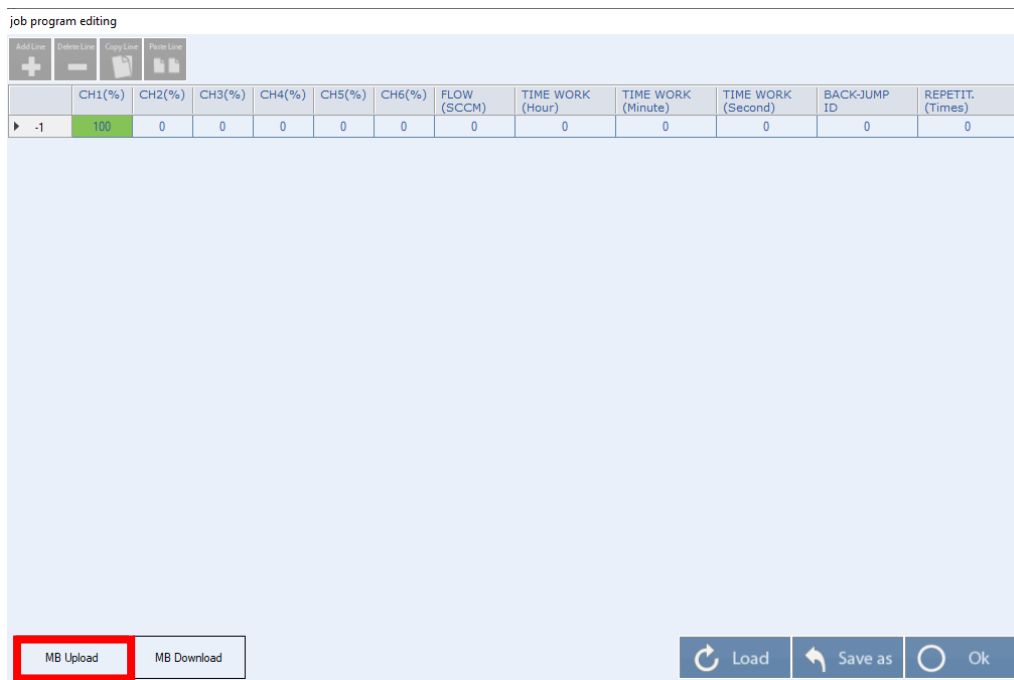 job program editing
Add Line Delete Line Copy Line Paste Line
CH1(%) CH2(%) CH3(%) CH4(%) CH5(%) CH6(%) FLOW (SCCM) TIME WORK (Hour) TIME WORK (Minute) TIME WORK (Second) BACK-JUMP ID REPETIT. (Times)
-1 100 0 0 0 0 0 0 0 0 0 0 0
MB Upload MB Download Load Save as Ok